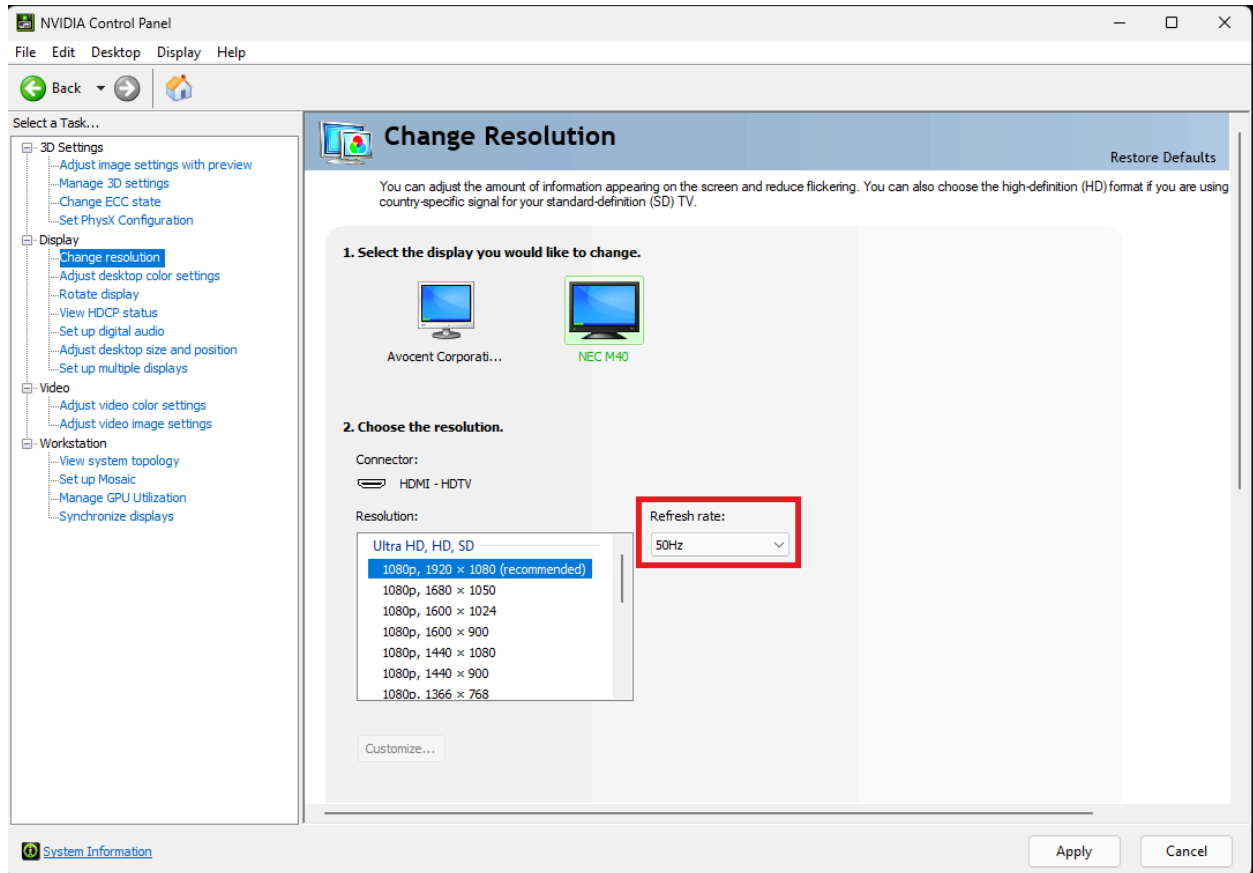 NVIDIA Control Panel
File Edit Desktop Display Help
Back
Select a Task...
3D Settings
Adjust image settings with preview
Manage 3D settings
Change ECC state
Set PhysX Configuration
Display
Change resolution
Adjust desktop color settings
Rotate display
View HDCP status
Set up digital audio
Adjust desktop size and position
Set up multiple displays
Video
Adjust video color settings
Adjust video image settings
Workstation
View system topology
Set up Mosaic
Manage GPU Utilization
Synchronize displays
Change Resolution
Restore Defaults
You can adjust the amount of information appearing on the screen and reduce flickering. You can also choose the high-definition (HD) format if you are using
country-specific signal for your standard-definition (SD) TV.
1. Select the display you would like to change.
Avocent Corporati...
NEC M40
2. Choose the resolution.
Connector:
HDMI - HDTV
Resolution:
Refresh rate:
Ultra HD, HD, SD
50Hz
1080p, 1920 × 1080 (recommended)
1080p, 1680 × 1050
1080p, 1600 × 1024
1080p, 1600 × 900
1080p, 1440 × 1080
1080p, 1440 × 900
1080p, 1366 × 768
Customize...
System Information
Apply
Cancel